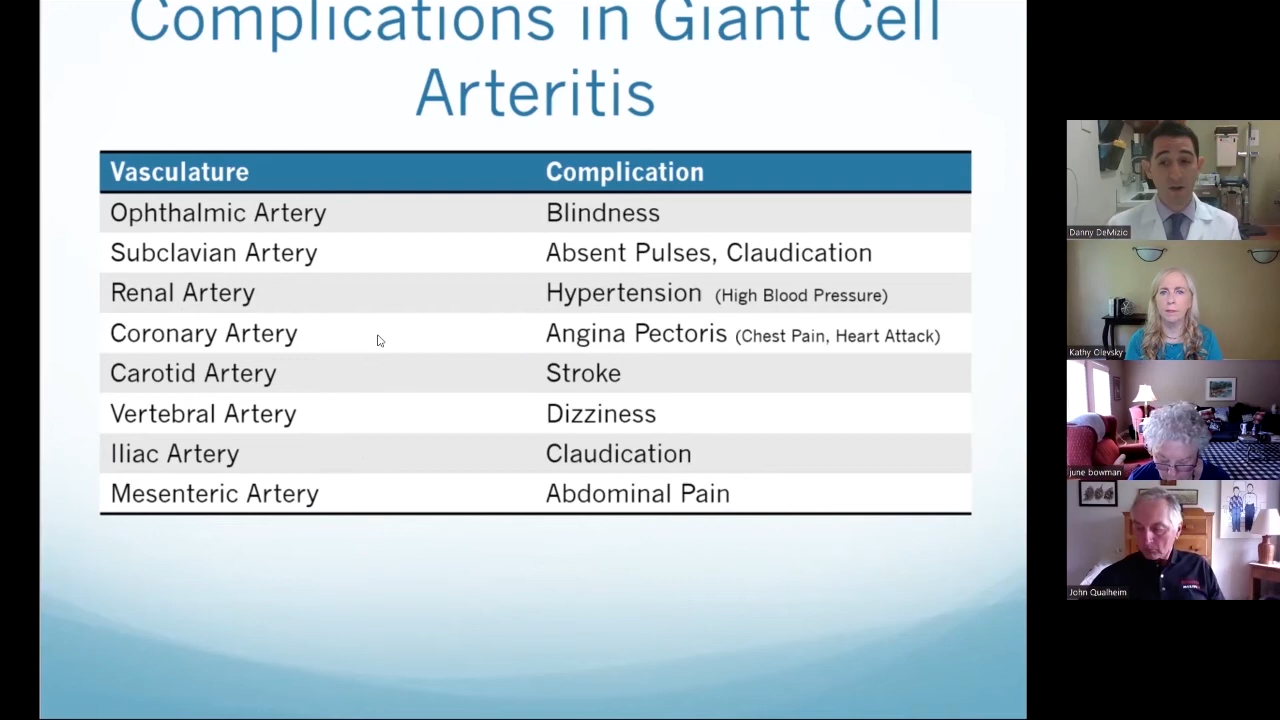 Complications in Giant Cell
Arteritis
Vasculature Complication
Ophthalmic Artery Blindness
Subclavian Artery Absent Pulses, Claudication
Renal Artery Hypertension (High Blood Pressure)
Coronary Artery Angina Pectoris (Chest Pain, Heart Attack)
Carotid Artery Stroke
Vertebral Artery Dizziness
Iliac Artery Claudication
Mesenteric Artery Abdominal Pain
Danny DeMizio
Kathy Olevsky
june bowman
John Qualheim